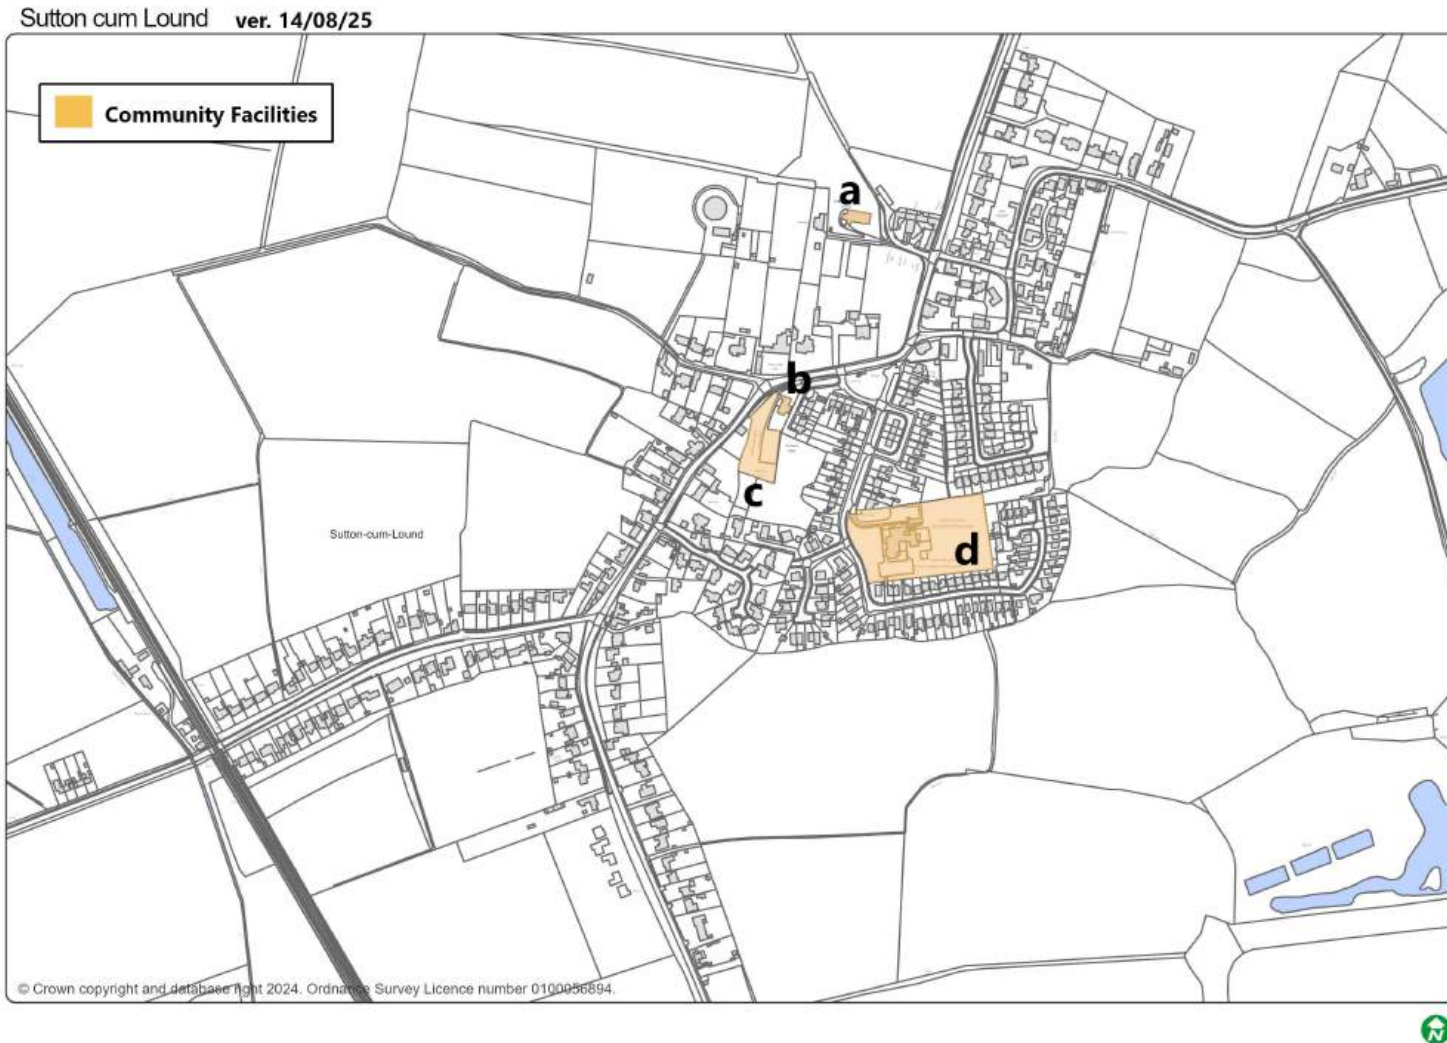 Sutton cum Lound ver. 14/08/25
Community Facilities
a
b
c
d
Sutton-cum-Lound
© Crown copyright and database right 2024. Ordnance Survey Licence number 0100056894.
N